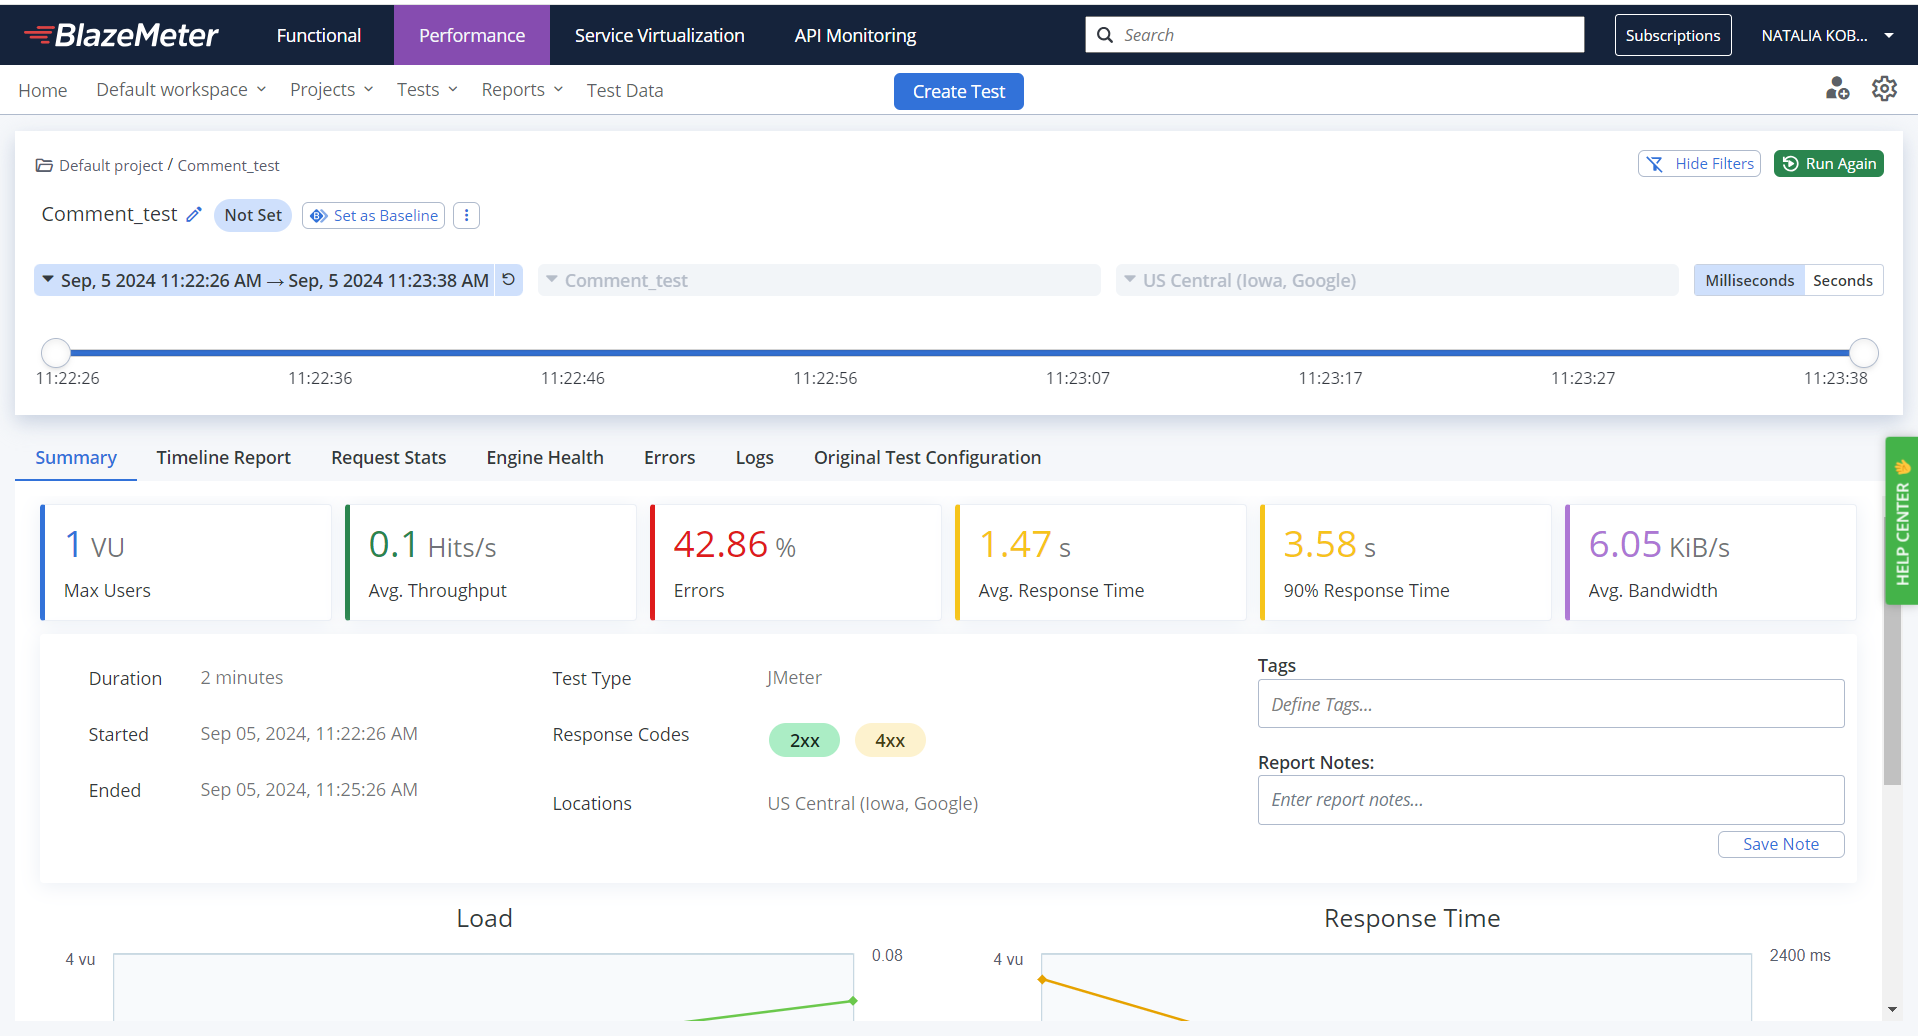 BlazeMeter Functional Performance Service Virtualization API Monitoring Search Subscriptions NATALIA KOB...
Home Default workspace Projects Tests Reports Test Data Create Test
Default project / Comment_test Hide Filters Run Again
Comment_test Not Set Set as Baseline
Sep, 5 2024 11:22:26 AM → Sep, 5 2024 11:23:38 AM Comment_test US Central (Iowa, Google) Milliseconds Seconds
11:22:26 11:22:36 11:22:46 11:22:56 11:23:07 11:23:17 11:23:27 11:23:38
Summary Timeline Report Request Stats Engine Health Errors Logs Original Test Configuration
HELP CENTER
1 VU 0.1 Hits/s 42.86 % 1.47 s 3.58 s 6.05 KiB/s
Max Users Avg. Throughput Errors Avg. Response Time 90% Response Time Avg. Bandwidth
Duration 2 minutes Test Type JMeter Tags
Define Tags...
Started Sep 05, 2024, 11:22:26 AM Response Codes 2xx 4xx
Report Notes:
Ended Sep 05, 2024, 11:25:26 AM Locations US Central (Iowa, Google) Enter report notes...
Save Note
Load Response Time
4 vu 0.08 4 vu 2400 ms